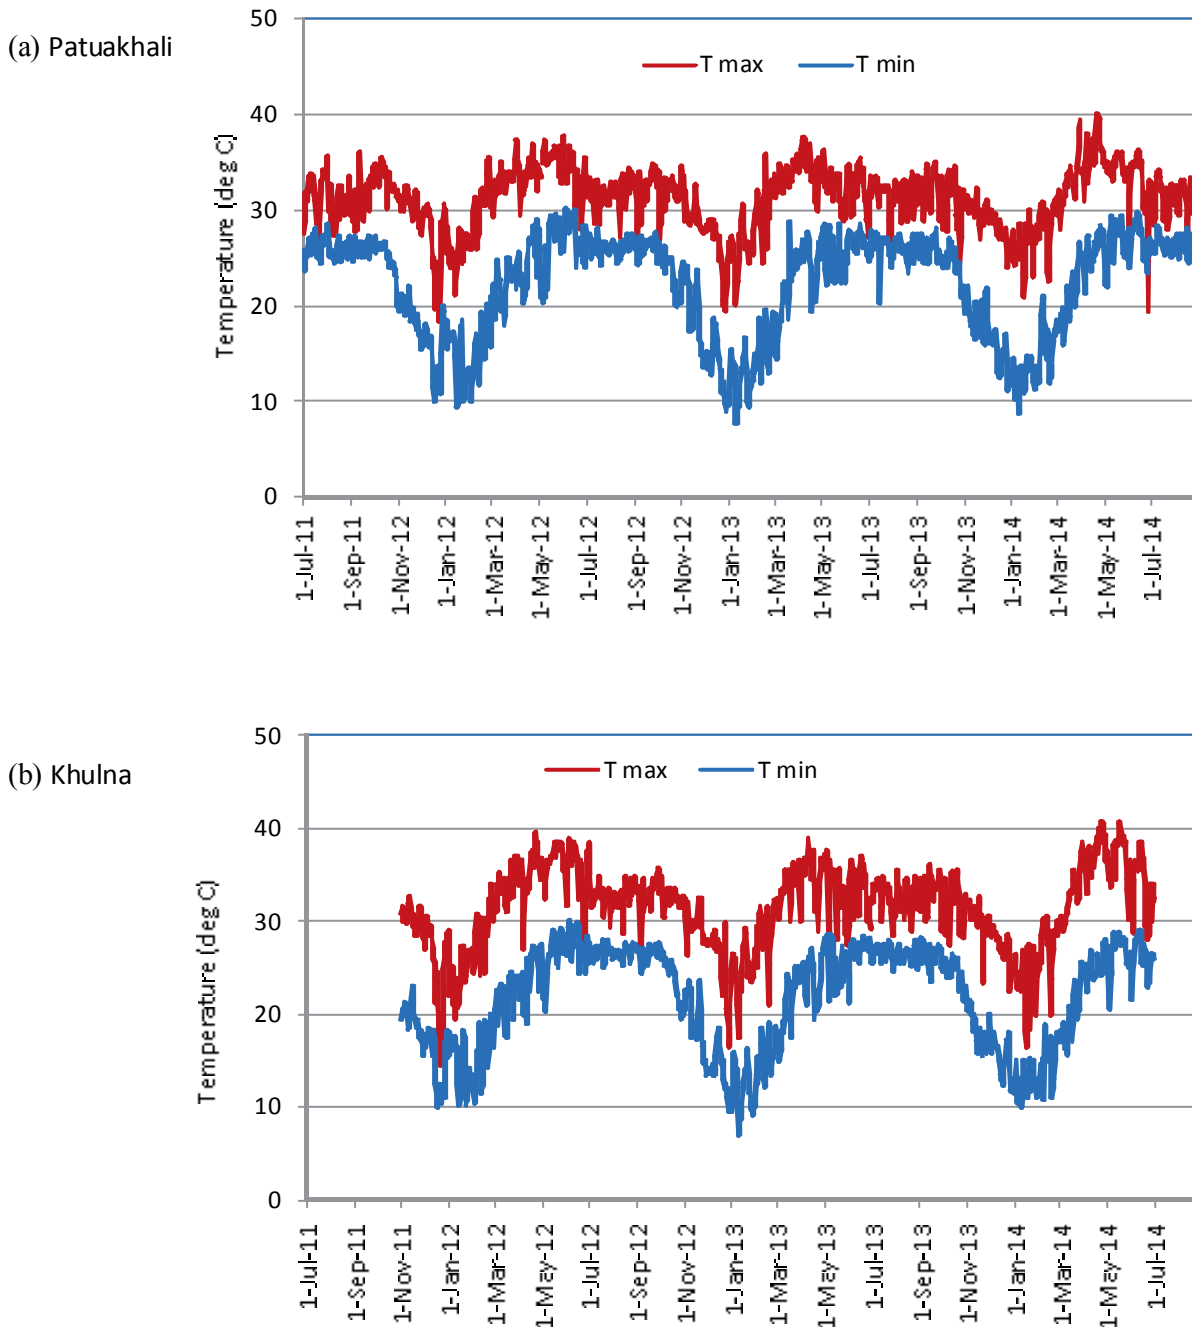 (a) Patuakhali
50
T max
T min
40
30
20
10
0
Temperature (deg C)
1-Jul-11
1-Sep-11
1-Nov-12
1-Jan-12
1-Mar-12
1-May-12
1-Jul-12
1-Sep-12
1-Nov-12
1-Jan-13
1-Mar-13
1-May-13
1-Jul-13
1-Sep-13
1-Nov-13
1-Jan-14
1-Mar-14
1-May-14
1-Jul-14
(b) Khulna
50
T max
T min
40
30
20
10
0
Temperature (deg C)
1-Jul-11
1-Sep-11
1-Nov-11
1-Jan-12
1-Mar-12
1-May-12
1-Jul-12
1-Sep-12
1-Nov-12
1-Jan-13
1-Mar-13
1-May-13
1-Jul-13
1-Sep-13
1-Nov-13
1-Jan-14
1-Mar-14
1-May-14
1-Jul-14